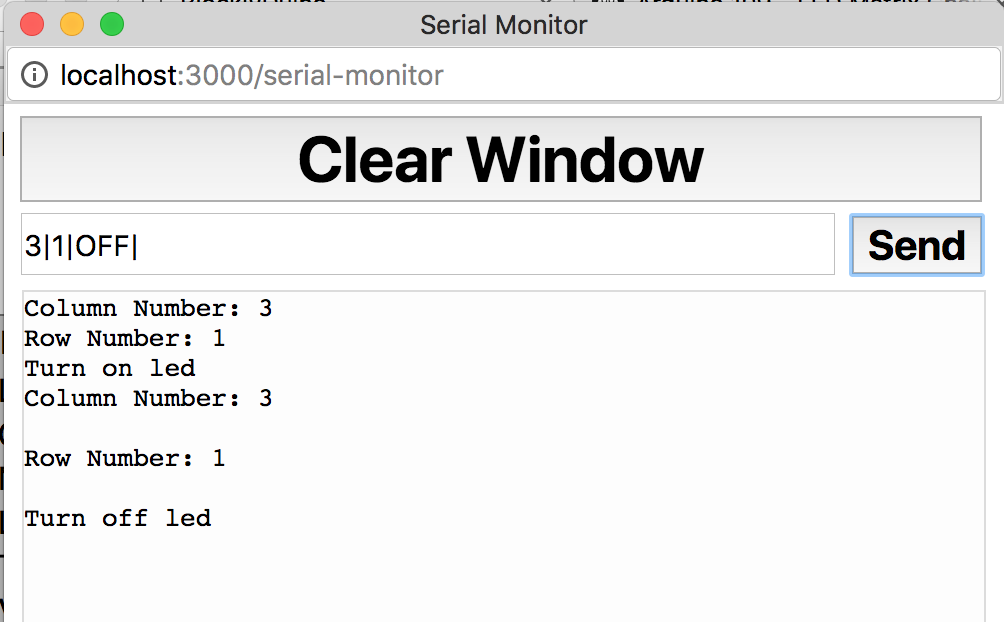 Serial Monitor
localhost:3000/serial-monitor
Clear Window
3|1|OFF|
Send
Column Number: 3
Row Number: 1
Turn on led
Column Number: 3
Row Number: 1
Turn off led